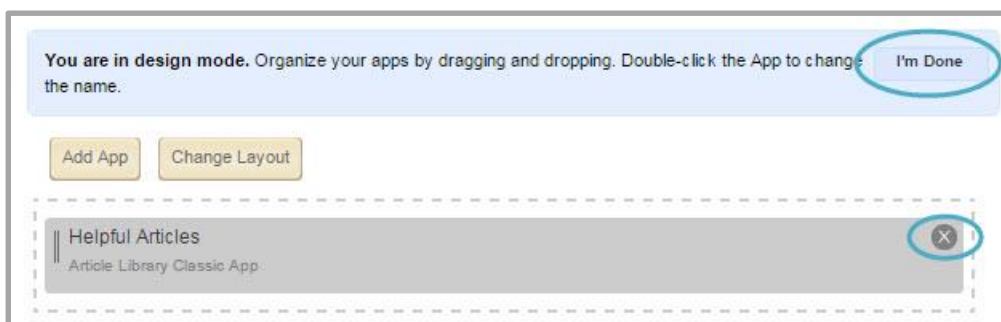 You are in design mode. Organize your apps by dragging and dropping. Double-click the App to change
the name.
I'm Done
Add App
Change Layout
Helpful Articles
X
Article Library Classic App